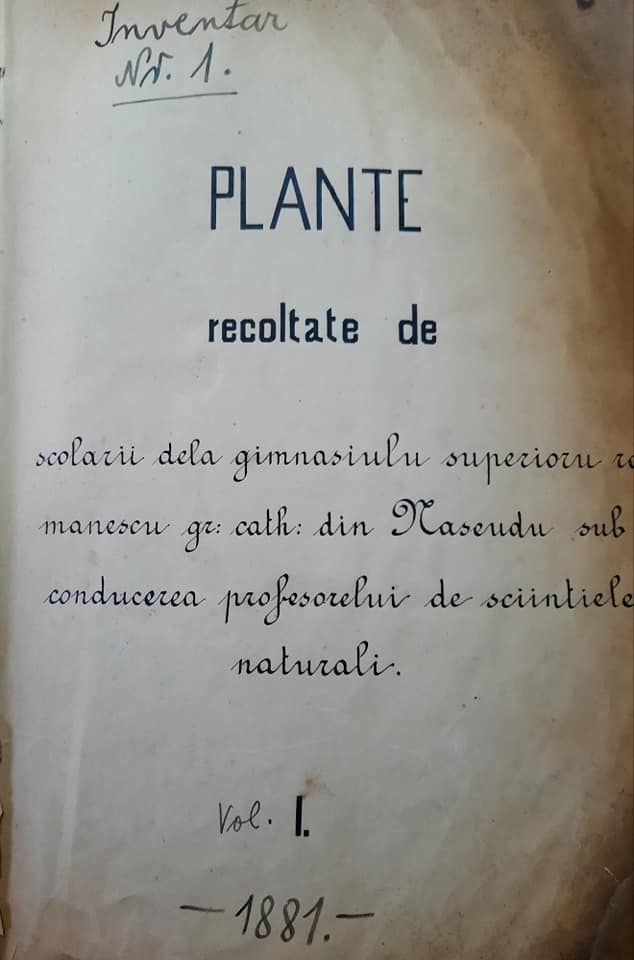 Inventar
Nr. 1.
PLANTE
recoltate de
scolarii dela gimnasiulu superioru ro
manescu gr: cath: din Naseudu sub
conducerea profesorelui de sciintiele
naturali.
Vol. I.
— 1881. —